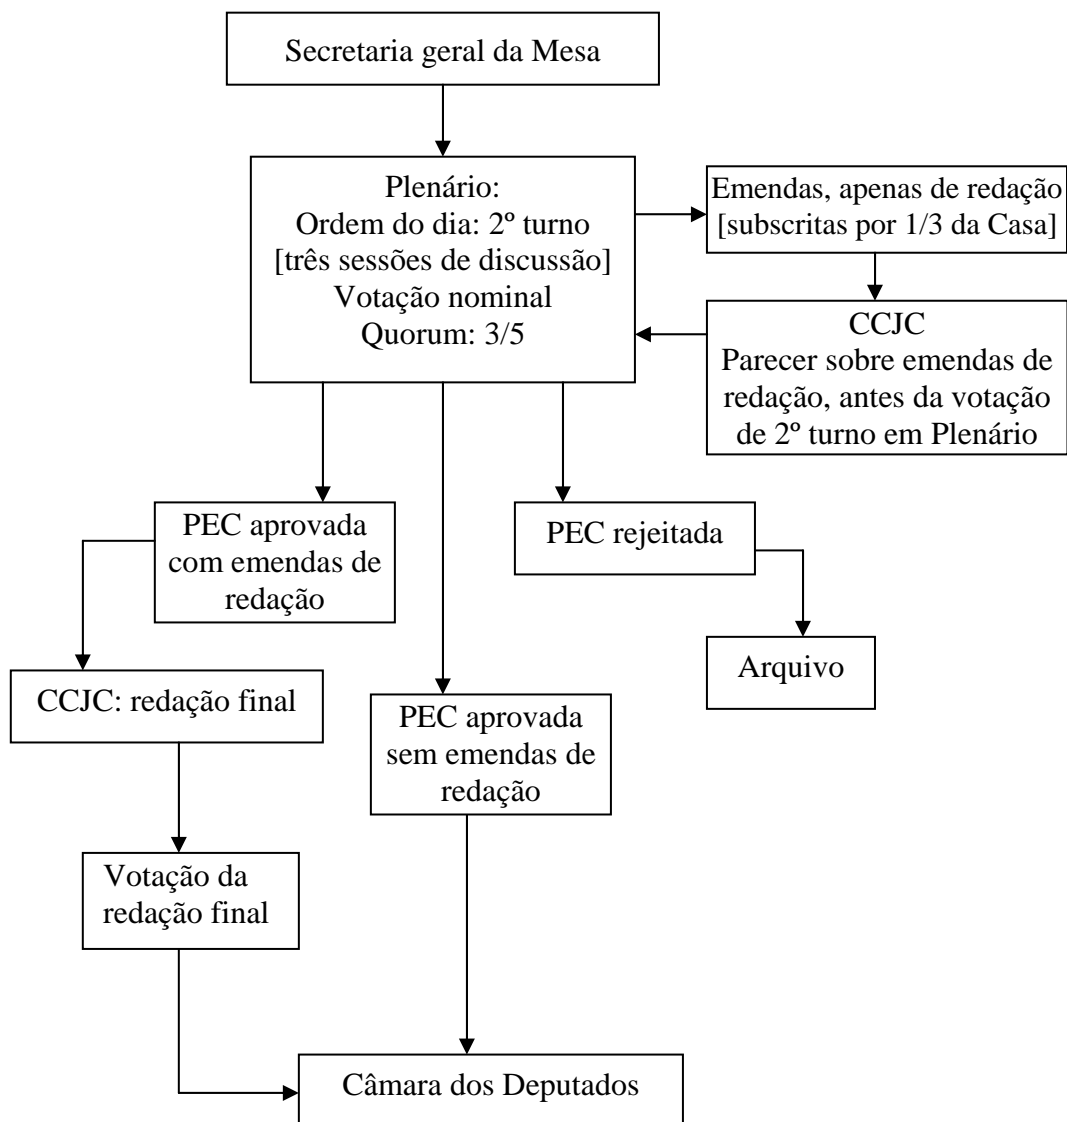 Secretaria geral da Mesa
Plenário:
Ordem do dia: 2º turno
[três sessões de discussão]
Votação nominal
Quorum: 3/5
Emendas, apenas de redação
[subscritas por 1/3 da Casa]
CCJC
Parecer sobre emendas de
redação, antes da votação
de 2º turno em Plenário
PEC aprovada
com emendas de
redação
PEC rejeitada
Arquivo
CCJC: redação final
PEC aprovada
sem emendas de
redação
Votação da
redação final
Câmara dos Deputados